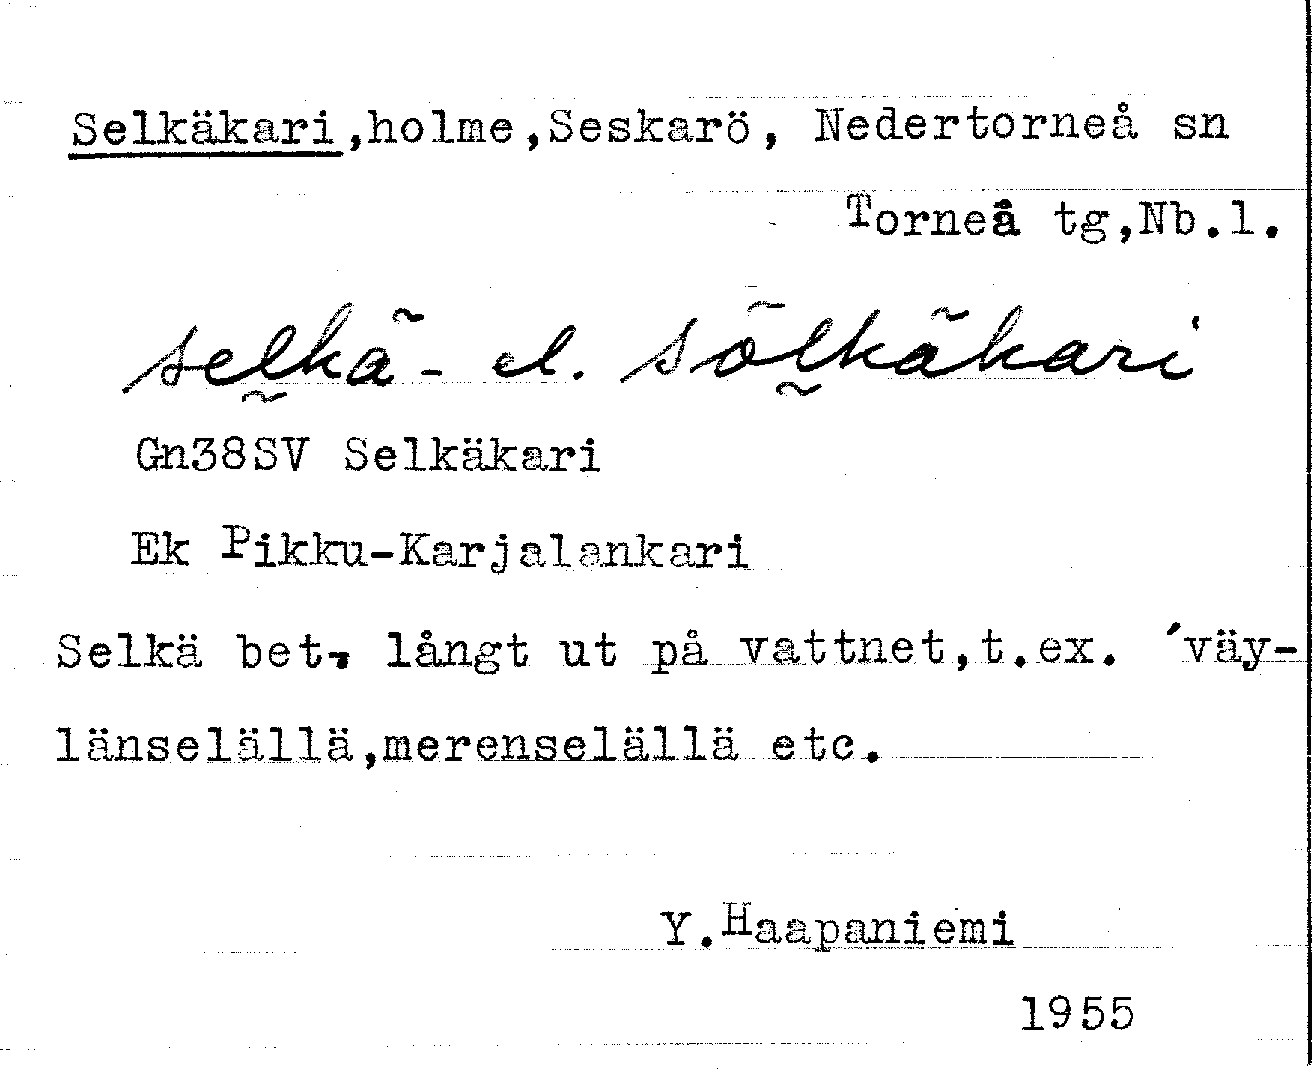 Selkäkari,holme,Seskarö, Nedertorneå sn
Torneå tg,Nb.l.
selkä- el. sölkäkari
Gn38SV Selkäkari
Ek Pikku-Karjalankari
Selkä bet. långt ut på vattnet,t.ex. ´väy-
länselällä,merenselällä etc.
Y.Haapaniemi
1955